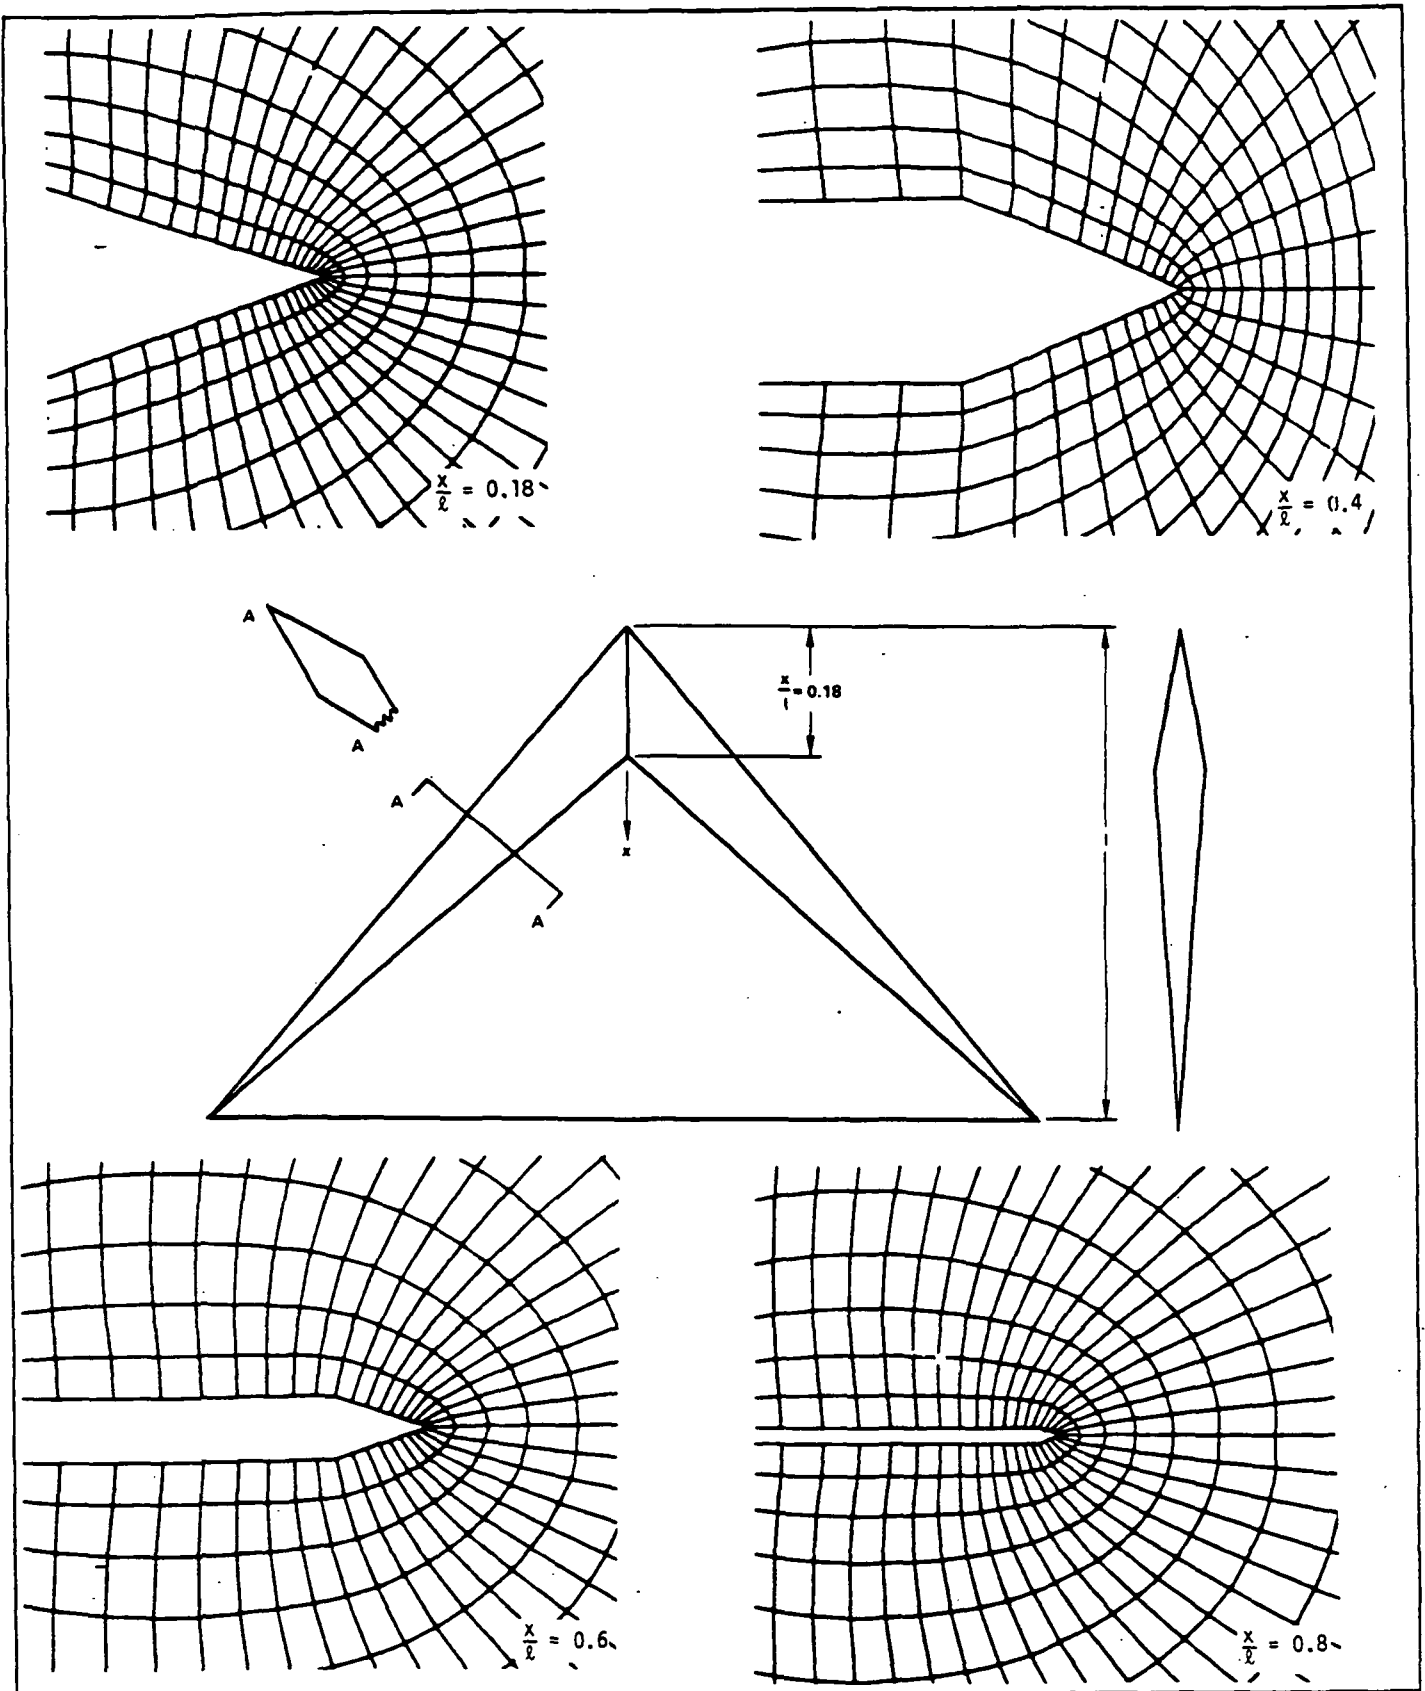 x/ℓ = 0.18
x/ℓ = 0.4
A
A
x/l = 0.18
A
A
x
l
x/ℓ = 0.6
x/ℓ = 0.8